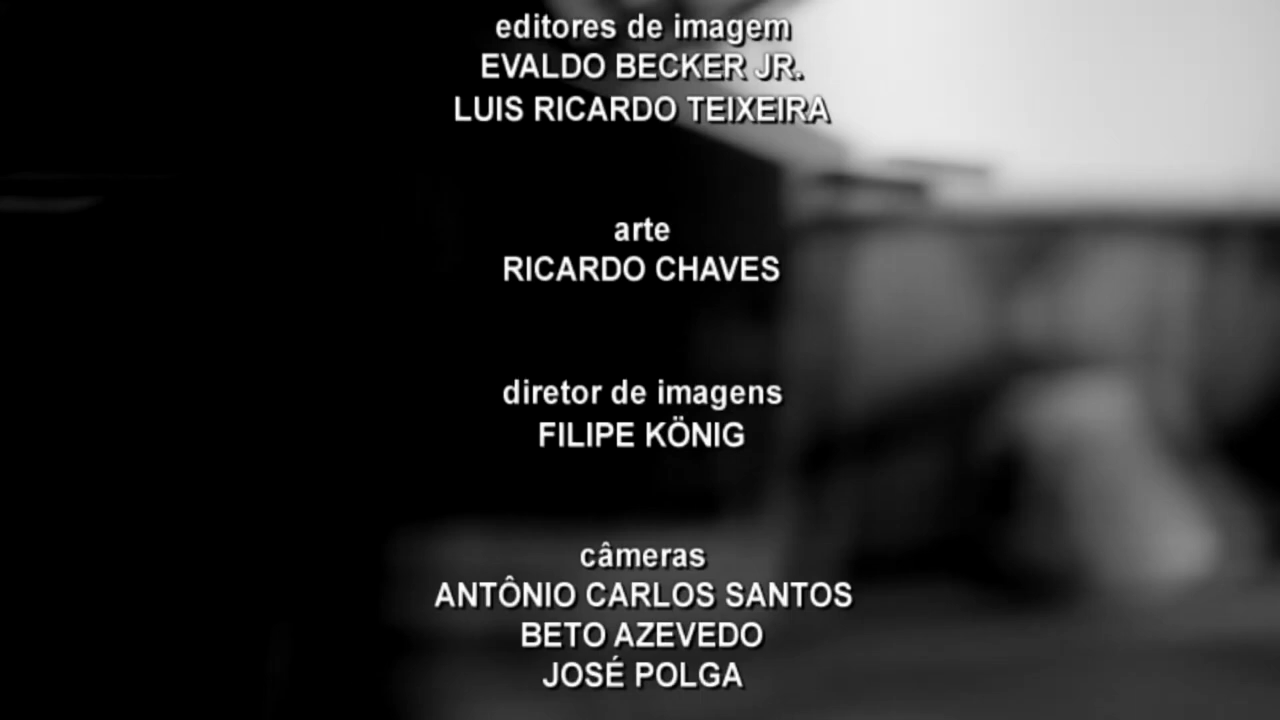 editores de imagem
EVALDO BECKER JR.
LUIS RICARDO TEIXEIRA
arte
RICARDO CHAVES
diretor de imagens
FILIPE KÖNIG
câmeras
ANTÔNIO CARLOS SANTOS
BETO AZEVEDO
JOSÉ POLGA